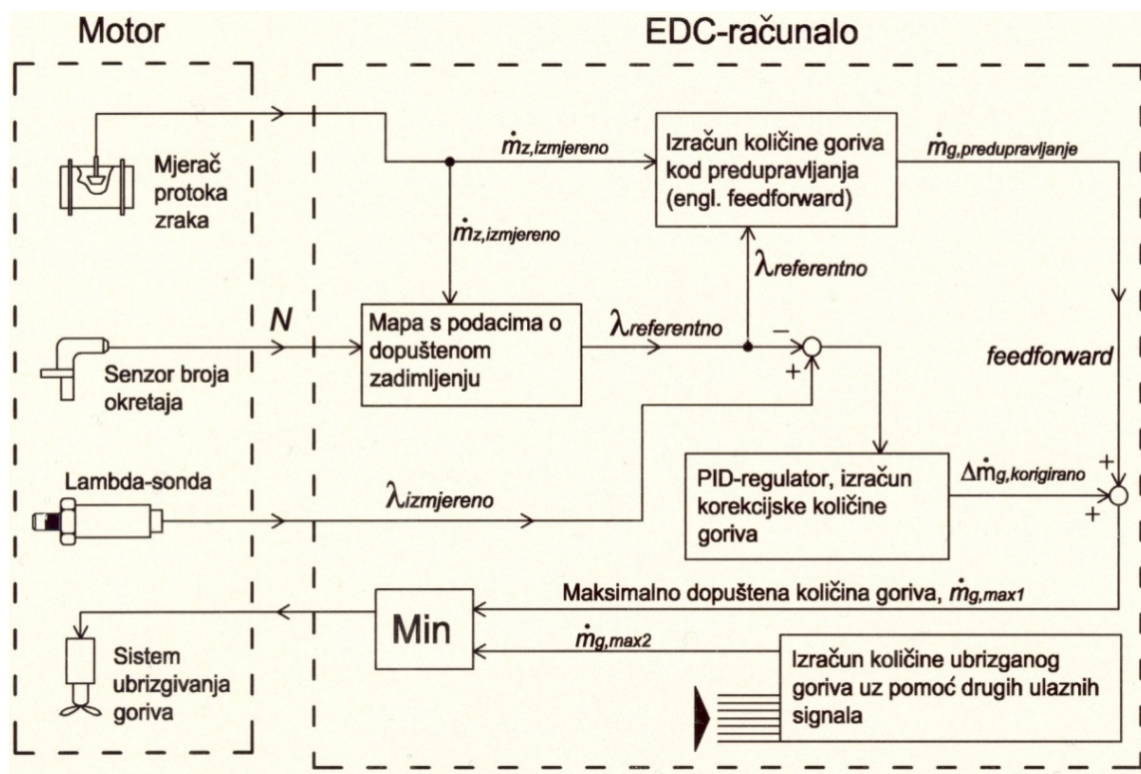 Motor
EDC-računalo
Mjerač
protoka
zraka
ṁz,izmjereno
Izračun količine goriva
kod predupravljanja
(engl. feedforward)
ṁg,predupravljanje
ṁz,izmjereno
λreferentno
N
Mapa s podacima o
dopuštenom
zadimljenju
λreferentno
−
+
feedforward
Senzor broja
okretaja
Lambda-sonda
λizmjereno
PID-regulator, izračun
korekcijske količine
goriva
Δṁg,korigirano
+
+
Maksimalno dopuštena količina goriva, ṁg,max1
Min
ṁg,max2
Sistem
ubrizgivanja
goriva
Izračun količine ubrizganog
goriva uz pomoć drugih ulaznih
signala